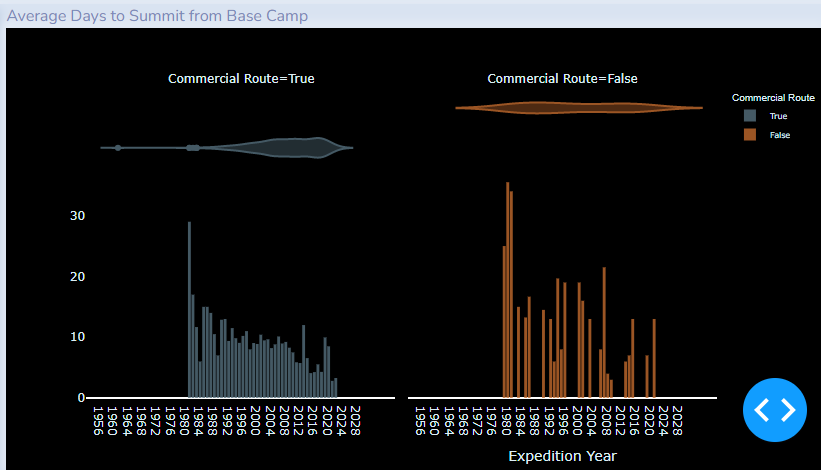 Average Days to Summit from Base Camp
Commercial Route=True
Commercial Route=False
Commercial Route
True
False
30
20
10
0
1956 1960 1964 1968 1972 1976 1980 1984 1988 1992 1996 2000 2004 2008 2012 2016 2020 2024 2028
1956 1960 1964 1968 1972 1976 1980 1984 1988 1992 1996 2000 2004 2008 2012 2016 2020 2024 2028
Expedition Year